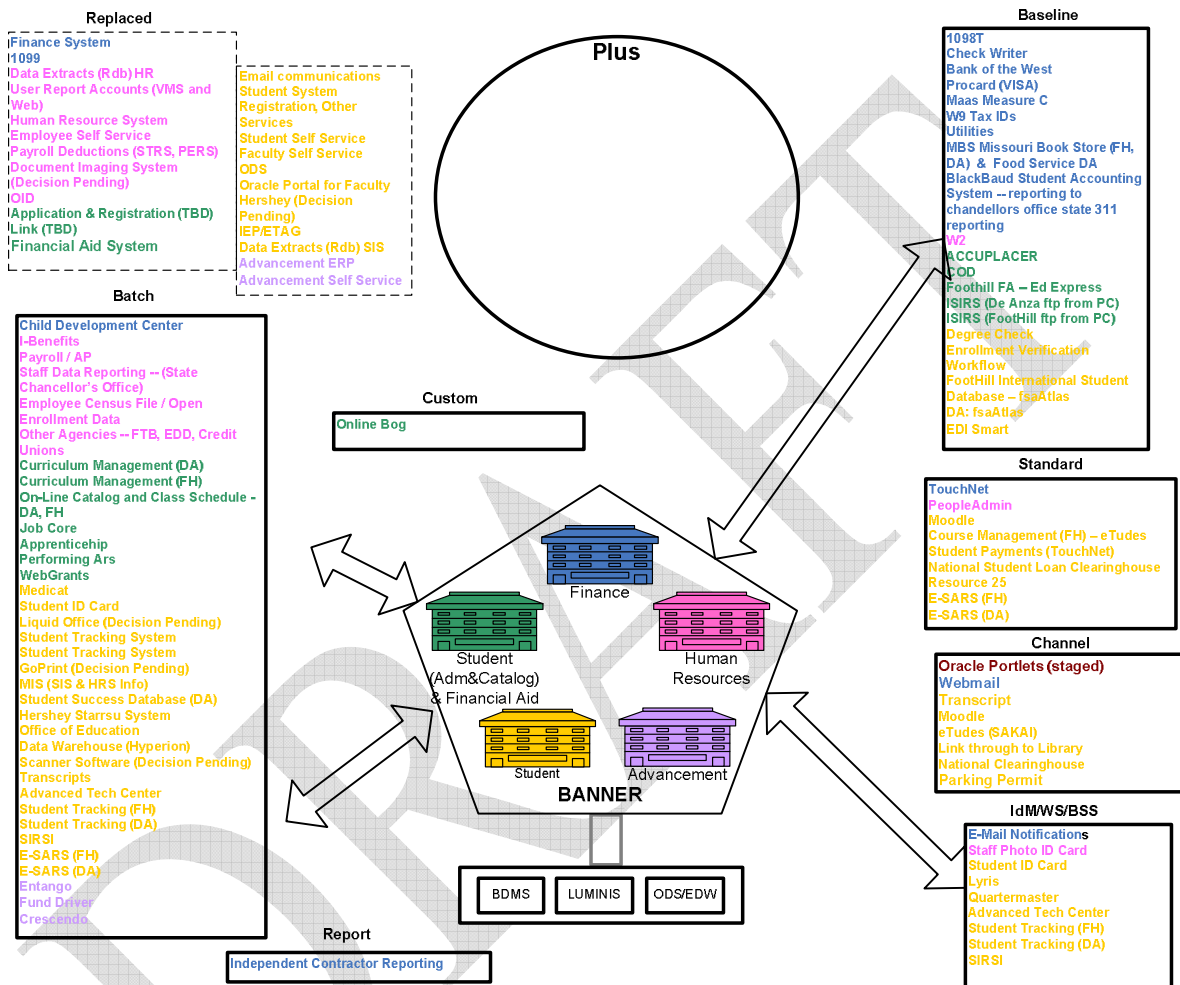 Replaced
Finance System
1099
Data Extracts (Rdb) HR
User Report Accounts (VMS and
Web)
Human Resource System
Employee Self Service
Payroll Deductions (STRS, PERS)
Document Imaging System
(Decision Pending)
OID
Application & Registration (TBD)
Link (TBD)
Financial Aid System
Email communications
Student System
Registration, Other
Services
Student Self Service
Faculty Self Service
ODS
Oracle Portal for Faculty
Hershey (Decision
Pending)
IEP/ETAG
Data Extracts (Rdb) SIS
Advancement ERP
Advancement Self Service
Plus
Baseline
1098T
Check Writer
Bank of the West
Procard (VISA)
Maas Measure C
W9 Tax IDs
Utilities
MBS Missouri Book Store (FH,
DA) & Food Service DA
BlackBaud Student Accounting
System -- reporting to
chandellors office state 311
reporting
W2
ACCUPLACER
COD
Foothill FA -- Ed Express
ISIRS (De Anza ftp from PC)
ISIRS (FootHill ftp from PC)
Degree Check
Enrollment Verification
Workflow
FootHill International Student
Database -- fsaAtlas
DA: fsaAtlas
EDI Smart
Batch
Child Development Center
I-Benefits
Payroll / AP
Staff Data Reporting -- (State
Chancellor's Office)
Employee Census File / Open
Enrollment Data
Other Agencies -- FTB, EDD, Credit
Unions
Curriculum Management (DA)
Curriculum Management (FH)
On-Line Catalog and Class Schedule -
DA, FH
Job Core
Apprenticehip
Performing Ars
WebGrants
Medicat
Student ID Card
Liquid Office (Decision Pending)
Student Tracking System
Student Tracking System
GoPrint (Decision Pending)
MIS (SIS & HRS Info)
Student Success Database (DA)
Hershey Starrsu System
Office of Education
Data Warehouse (Hyperion)
Scanner Software (Decision Pending)
Transcripts
Advanced Tech Center
Student Tracking (FH)
Student Tracking (DA)
SIRSI
E-SARS (FH)
E-SARS (DA)
Entango
Fund Driver
Crescendo
Custom
Online Bog
Standard
TouchNet
PeopleAdmin
Moodle
Course Management (FH) -- eTudes
Student Payments (TouchNet)
National Student Loan Clearinghouse
Resource 25
E-SARS (FH)
E-SARS (DA)
Channel
Oracle Portlets (staged)
Webmail
Transcript
Moodle
eTudes (SAKAI)
Link through to Library
National Clearinghouse
Parking Permit
IdM/WS/BSS
E-Mail Notifications
Staff Photo ID Card
Student ID Card
Lyris
Quartermaster
Advanced Tech Center
Student Tracking (FH)
Student Tracking (DA)
SIRSI
Finance
Student
(Adm&Catalog)
& Financial Aid
Human
Resources
Student
Advancement
BANNER
BDMS
LUMINIS
ODS/EDW
Report
Independent Contractor Reporting
DRAFT